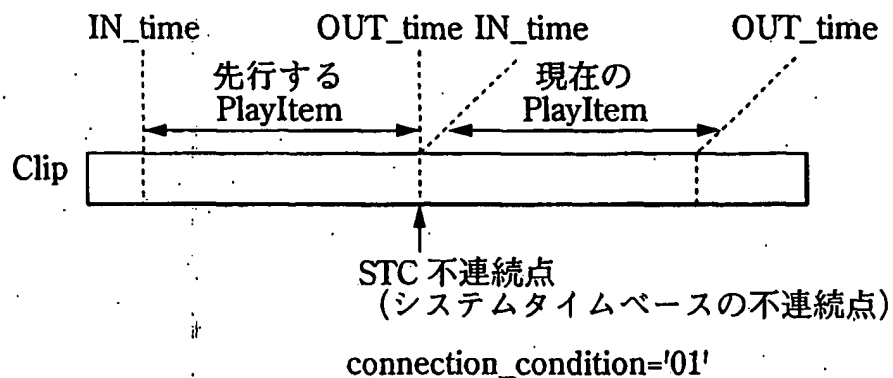 IN_time OUT_time IN_time OUT_time
先行する 現在の
PlayItem PlayItem
Clip
STC 不連続点
（システムタイムベースの不連続点）
connection_condition='01'